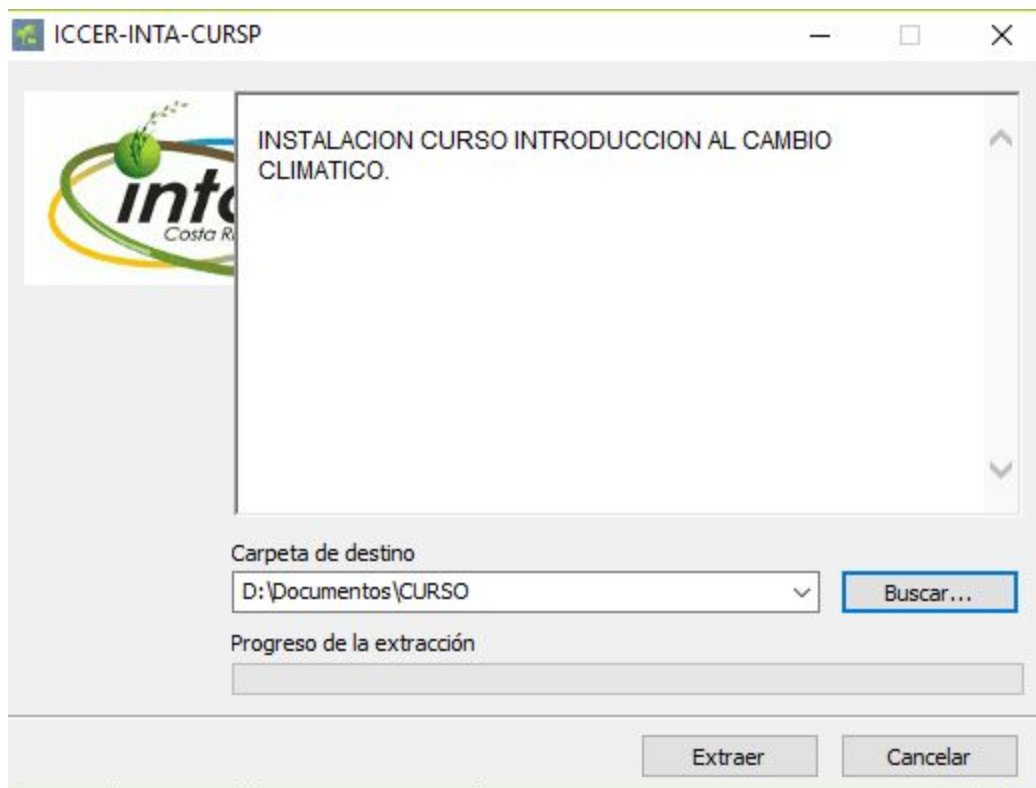 ICCER-INTA-CURSP
INSTALACION CURSO INTRODUCCION AL CAMBIO
CLIMATICO.
Costa
Carpeta de destino
D:\Documentos\CURSO
Buscar...
Progreso de la extracción
Extraer
Cancelar